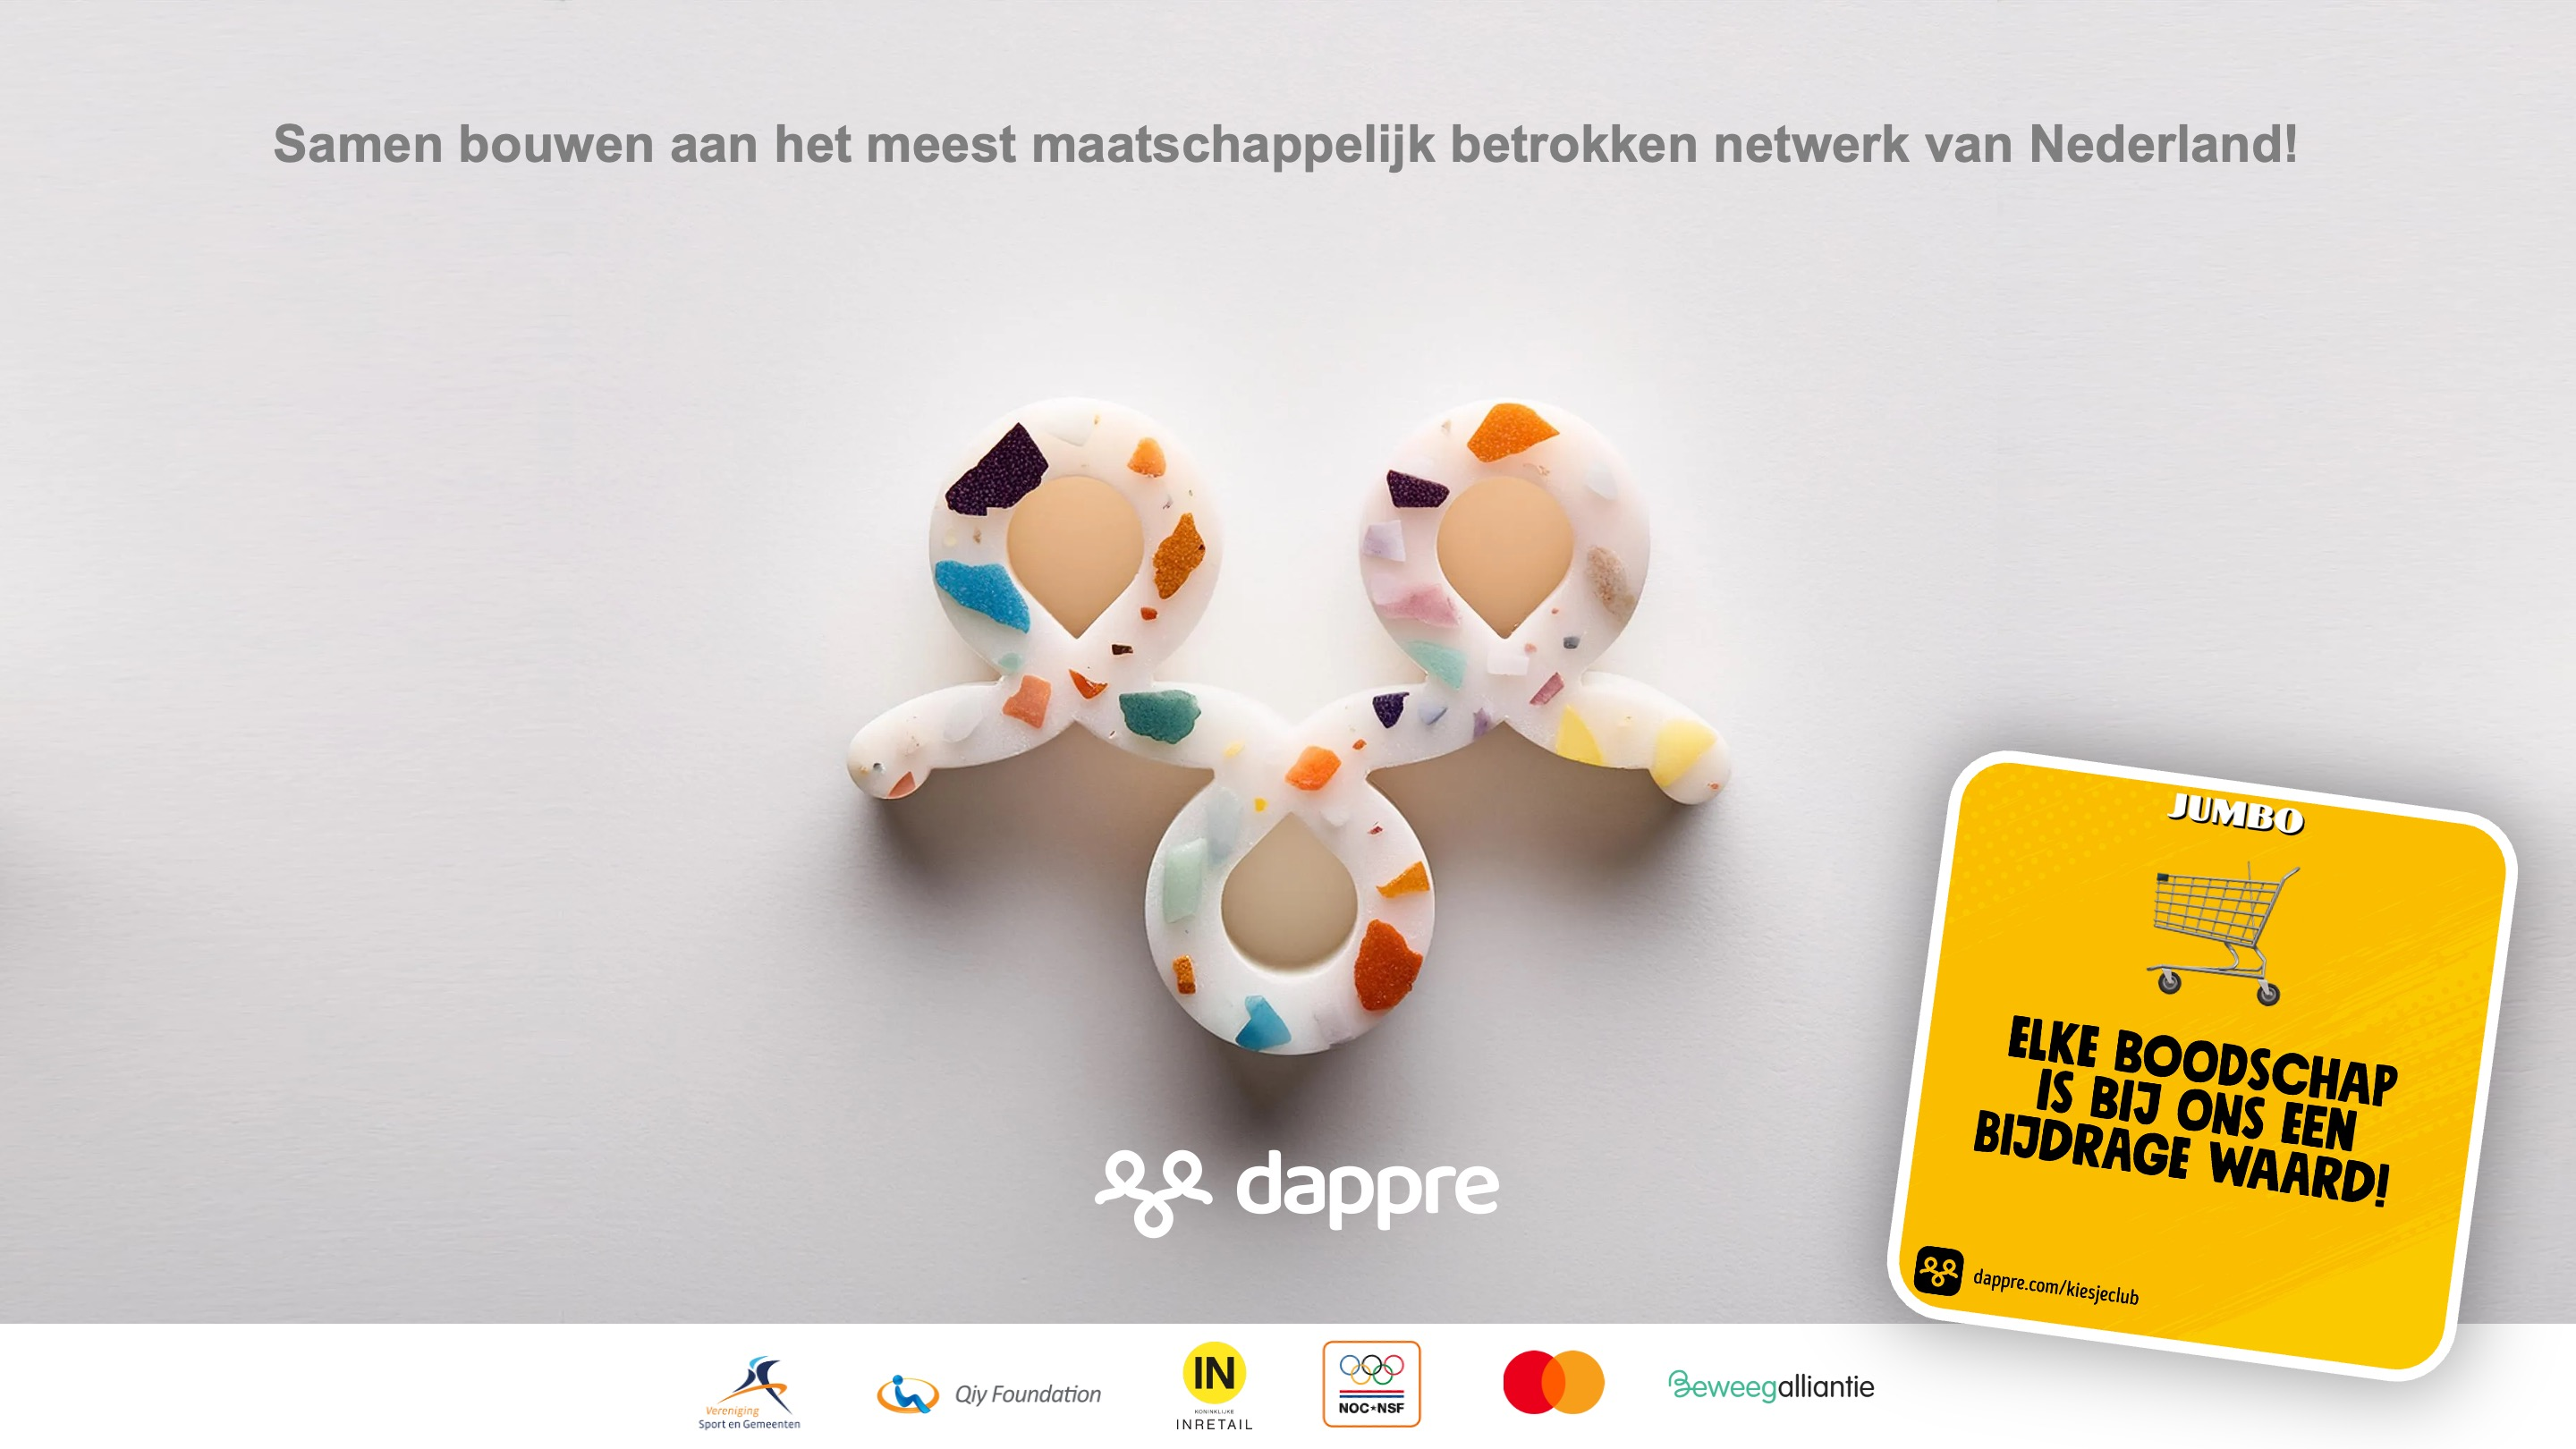 Samen bouwen aan het meest maatschappelijk betrokken netwerk van Nederland!
JUMBO
ELKE BOODSCHAP
IS BIJ ONS EEN
BIJDRAGE WAARD!
dappre.com/kiesjeclub
dappre
Vereniging
Sport en Gemeenten
Qiy Foundation
IN
KONINKLIJKE
INRETAIL
NOC*NSF
Beweegalliantie